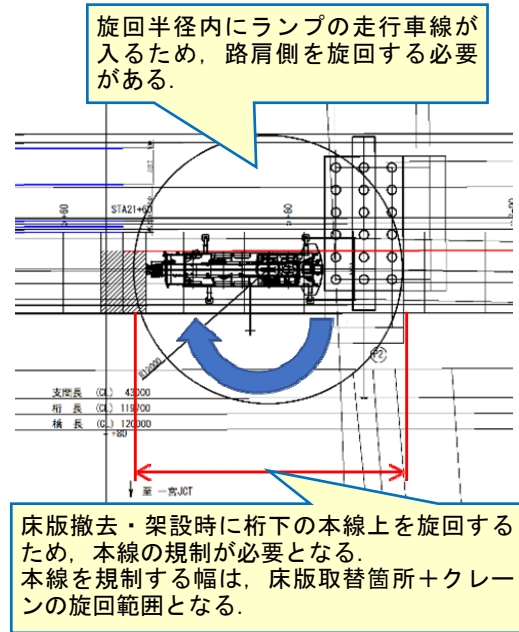 旋回半径内にランプの走行車線が
入るため，路肩側を旋回する必要
がある.
STA21+60
R12000
P2
支間長 (CL) 43000
桁 長 (CL) 119700
橋 長 (CL) 120000
+80
至 一宮JCT
床版撤去・架設時に桁下の本線上を旋回する
ため，本線の規制が必要となる.
本線を規制する幅は，床版取替箇所＋クレー
ンの旋回範囲となる.